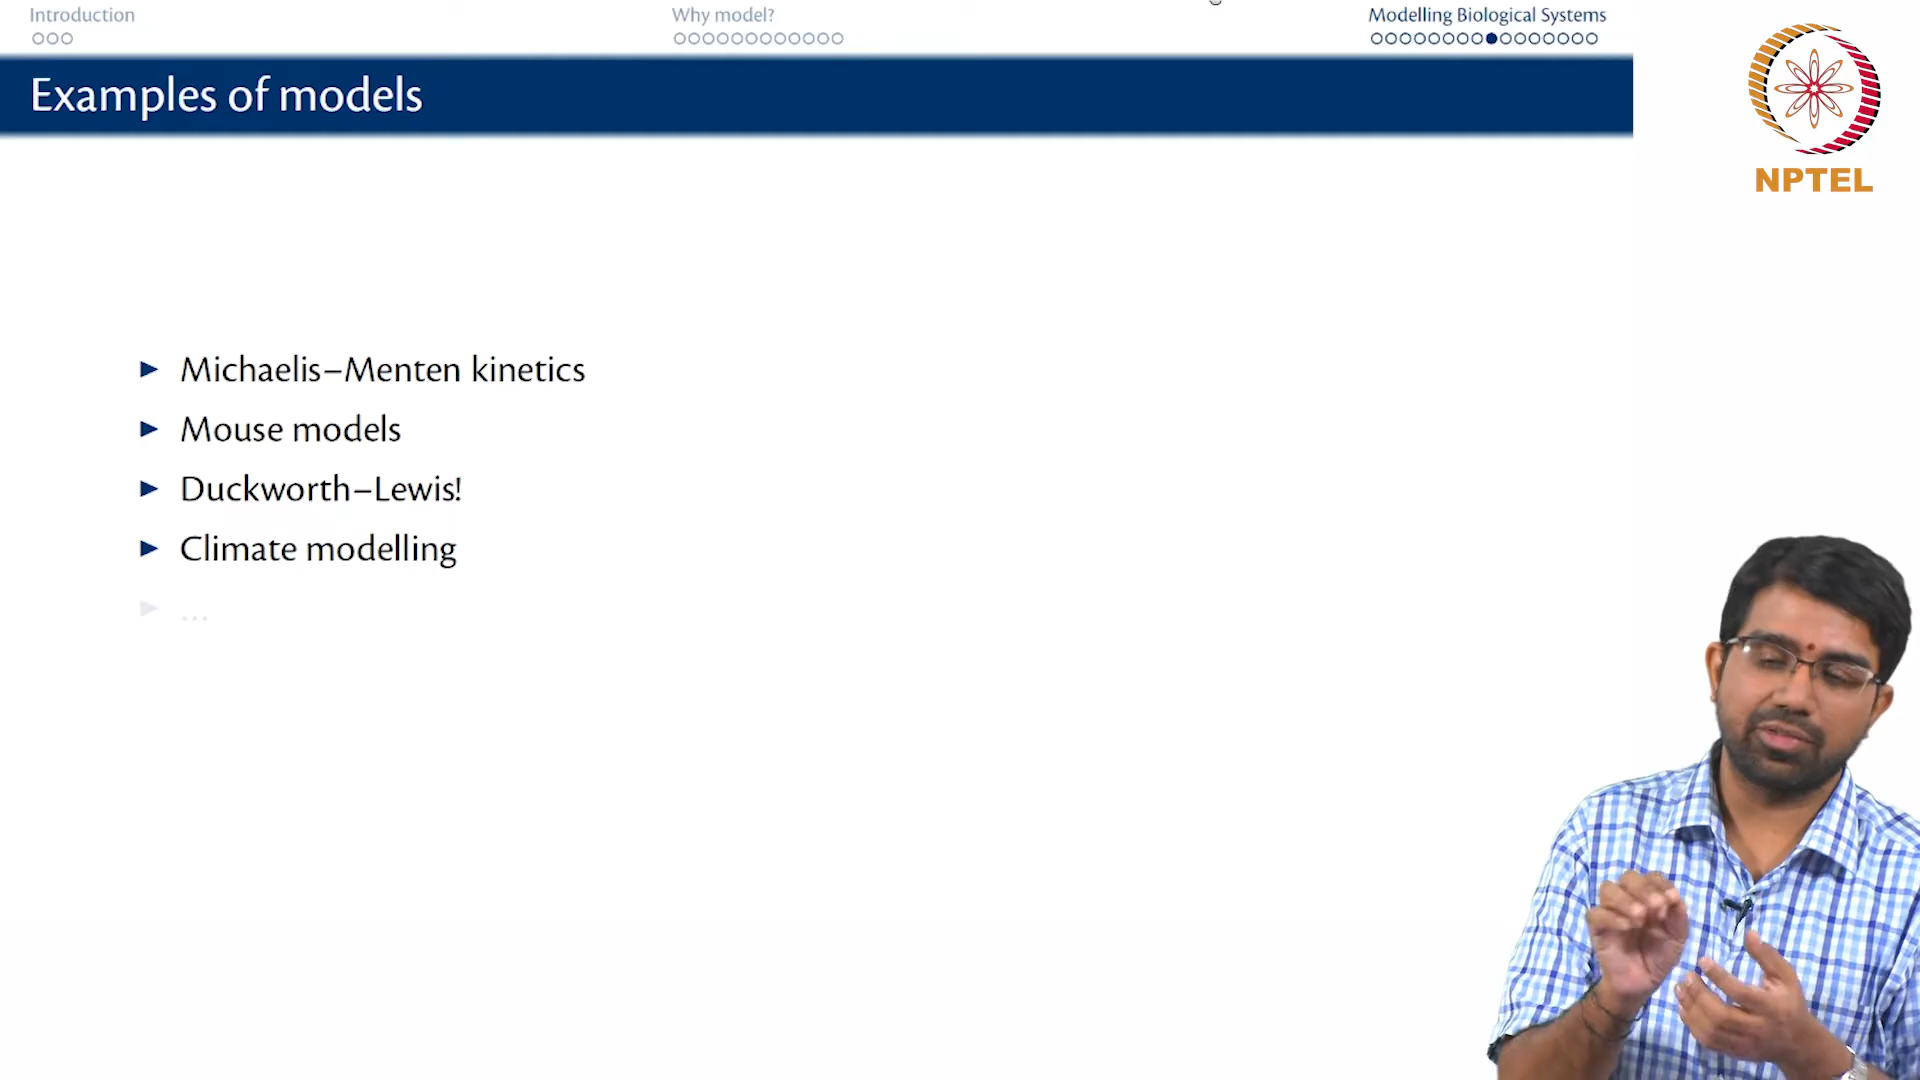 Introduction
Why model?
Modelling Biological Systems
Examples of models
NPTEL
Michaelis–Menten kinetics
Mouse models
Duckworth–Lewis!
Climate modelling
...